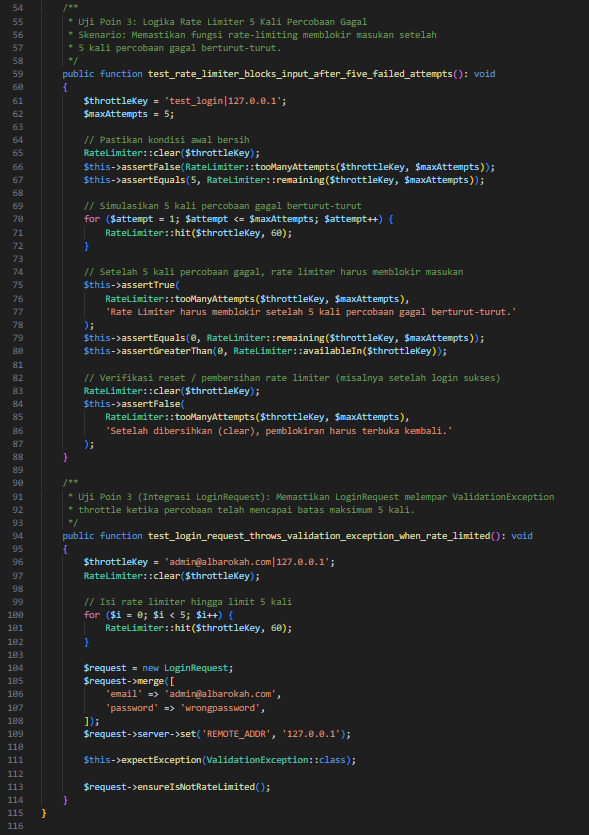 54 /**
55  * Uji Poin 3: Logika Rate Limiter 5 Kali Percobaan Gagal
56  * Skenario: Memastikan fungsi rate-limiting memblokir masukan setelah
57  * 5 kali percobaan gagal berturut-turut.
58  */
59 public function test_rate_limiter_blocks_input_after_five_failed_attempts(): void
60 {
61     $throttleKey = 'test_login|127.0.0.1';
62     $maxAttempts = 5;
63
64     // Pastikan kondisi awal bersih
65     RateLimiter::clear($throttleKey);
66     $this->assertFalse(RateLimiter::tooManyAttempts($throttleKey, $maxAttempts));
67     $this->assertEquals(5, RateLimiter::remaining($throttleKey, $maxAttempts));
68
69     // Simulasikan 5 kali percobaan gagal berturut-turut
70     for ($attempt = 1; $attempt <= $maxAttempts; $attempt++) {
71         RateLimiter::hit($throttleKey, 60);
72     }
73
74     // Setelah 5 kali percobaan gagal, rate limiter harus memblokir masukan
75     $this->assertTrue(
76         RateLimiter::tooManyAttempts($throttleKey, $maxAttempts),
77         'Rate Limiter harus memblokir setelah 5 kali percobaan gagal berturut-turut.'
78     );
79     $this->assertEquals(0, RateLimiter::remaining($throttleKey, $maxAttempts));
80     $this->assertGreaterThan(0, RateLimiter::availableIn($throttleKey));
81
82     // Verifikasi reset / pembersihan rate limiter (misalnya setelah login sukses)
83     RateLimiter::clear($throttleKey);
84     $this->assertFalse(
85         RateLimiter::tooManyAttempts($throttleKey, $maxAttempts),
86         'Setelah dibersihkan (clear), pemblokiran harus terbuka kembali.'
87     );
88 }
89
90 /**
91  * Uji Poin 3 (Integrasi LoginRequest): Memastikan LoginRequest melempar ValidationException
92  * throttle ketika percobaan telah mencapai batas maksimum 5 kali.
93  */
94 public function test_login_request_throws_validation_exception_when_rate_limited(): void
95 {
96     $throttleKey = 'admin@albarokah.com|127.0.0.1';
97     RateLimiter::clear($throttleKey);
98
99     // Isi rate limiter hingga limit 5 kali
100     for ($i = 0; $i < 5; $i++) {
101         RateLimiter::hit($throttleKey, 60);
102     }
103
104     $request = new LoginRequest;
105     $request->merge([
106         'email' => 'admin@albarokah.com',
107         'password' => 'wrongpassword',
108     ]);
109     $request->server->set('REMOTE_ADDR', '127.0.0.1');
110
111     $this->expectException(ValidationException::class);
112
113     $request->ensureIsNotRateLimited();
114 }
115 }
116